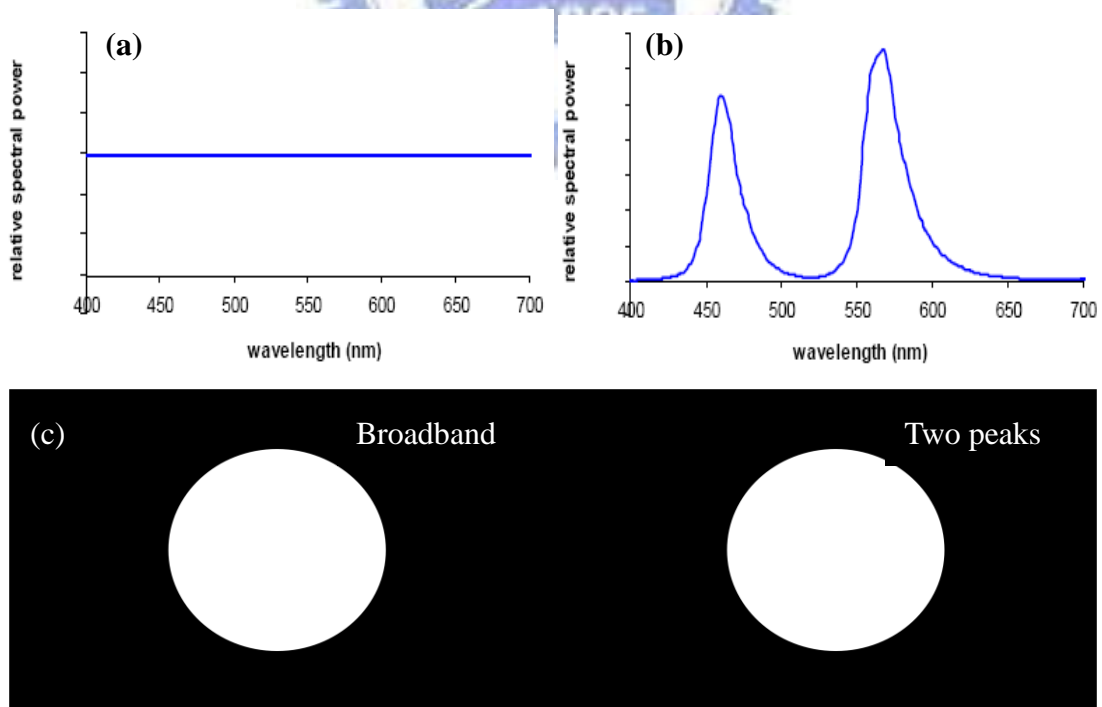 (a)
relative spectral power
400 450 500 550 600 650 700
wavelength (nm)
(b)
relative spectral power
400 450 500 550 600 650 700
wavelength (nm)
(c)
Broadband
Two peaks